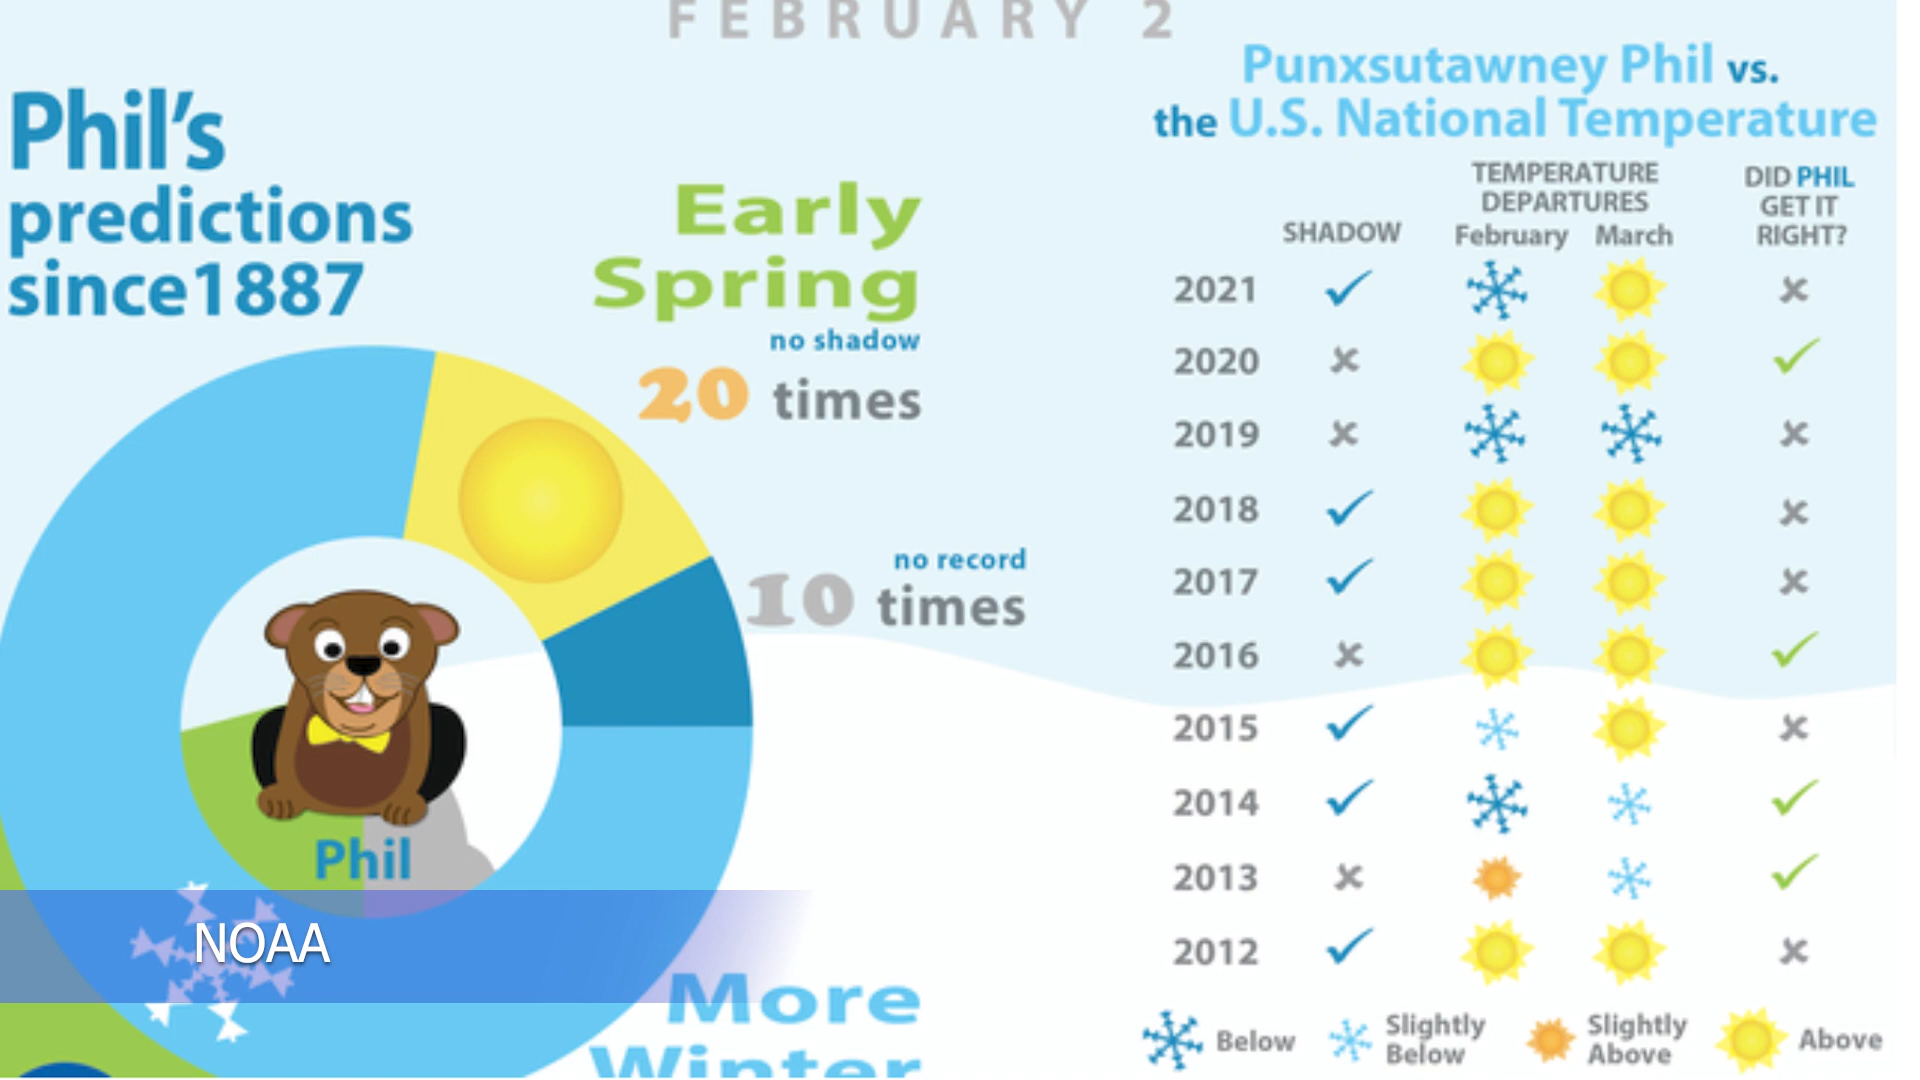 FEBRUARY 2
Phil's
predictions
since1887
Early
Spring
no shadow
20 times
no record
10 times
Phil
NOAA
More
Winter
Punxsutawney Phil vs.
the U.S. National Temperature
TEMPERATURE
DEPARTURES
SHADOW
February March
DID PHIL
GET IT
RIGHT?
2021
2020
2019
2018
2017
2016
2015
2014
2013
2012
Below
Slightly
Below
Slightly
Above
Above